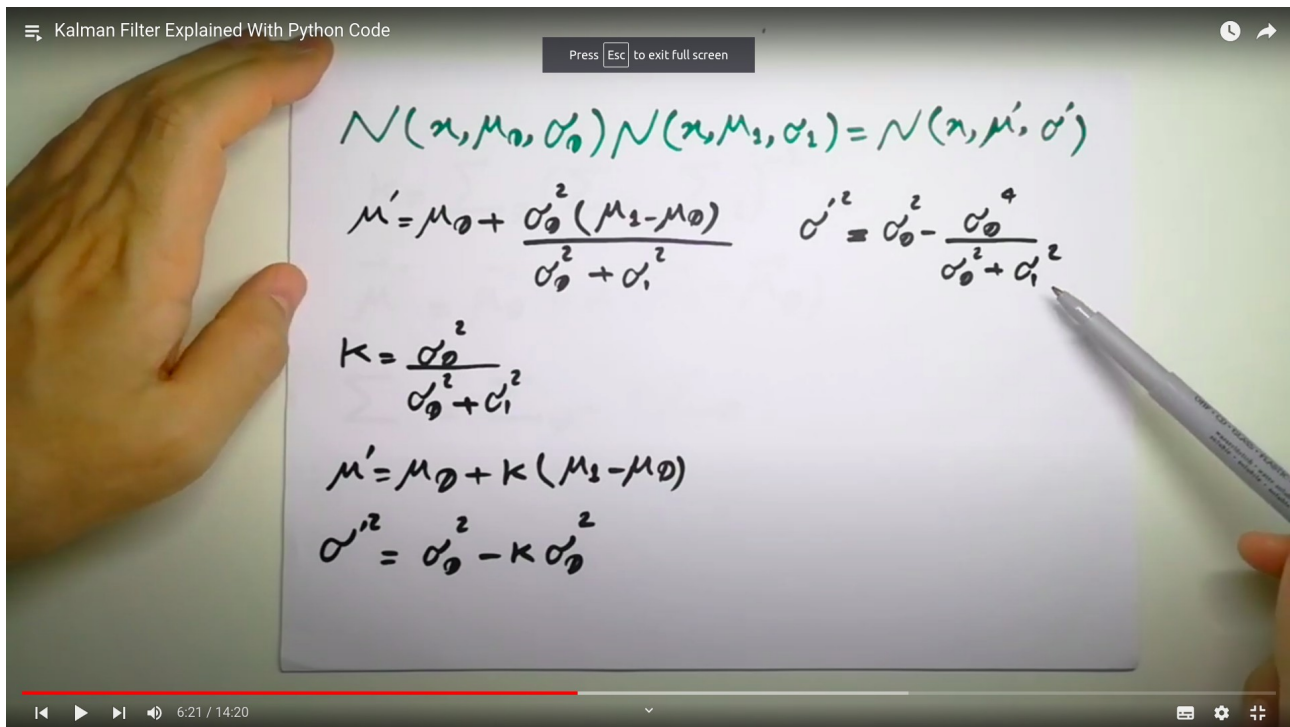 Kalman Filter Explained With Python Code
Press Esc to exit full screen
N(x, μ₀, σ₀) N(x, μ₁, σ₁) = N(x, μ′, σ′)
μ′ = μ₀ + σ₀²(μ₁ - μ₀) / (σ₀² + σ₁²)
σ′² = σ₀² - σ₀⁴ / (σ₀² + σ₁²)
K = σ₀² / (σ₀² + σ₁²)
μ′ = μ₀ + K(μ₁ - μ₀)
σ′² = σ₀² - K σ₀²
6:21 / 14:20